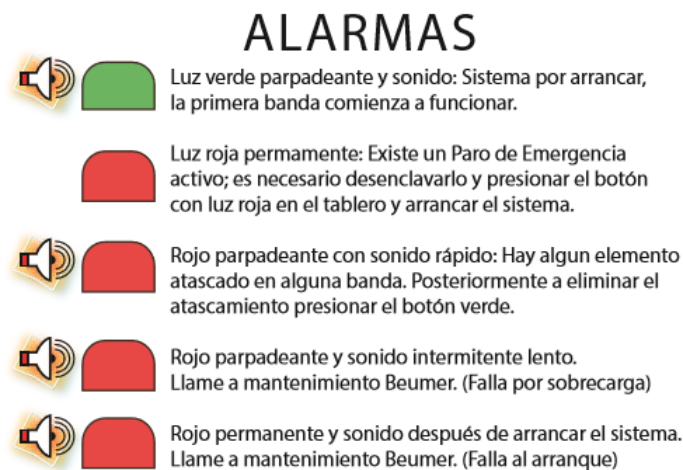 ALARMAS
Luz verde parpadeante y sonido: Sistema por arrancar,
la primera banda comienza a funcionar.
Luz roja permamente: Existe un Paro de Emergencia
activo; es necesario desenclavarlo y presionar el botón
con luz roja en el tablero y arrancar el sistema.
Rojo parpadeante con sonido rápido: Hay algun elemento
atascado en alguna banda. Posteriormente a eliminar el
atascamiento presionar el botón verde.
Rojo parpadeante y sonido intermitente lento.
Llame a mantenimiento Beumer. (Falla por sobrecarga)
Rojo permanente y sonido después de arrancar el sistema.
Llame a mantenimiento Beumer. (Falla al arranque)